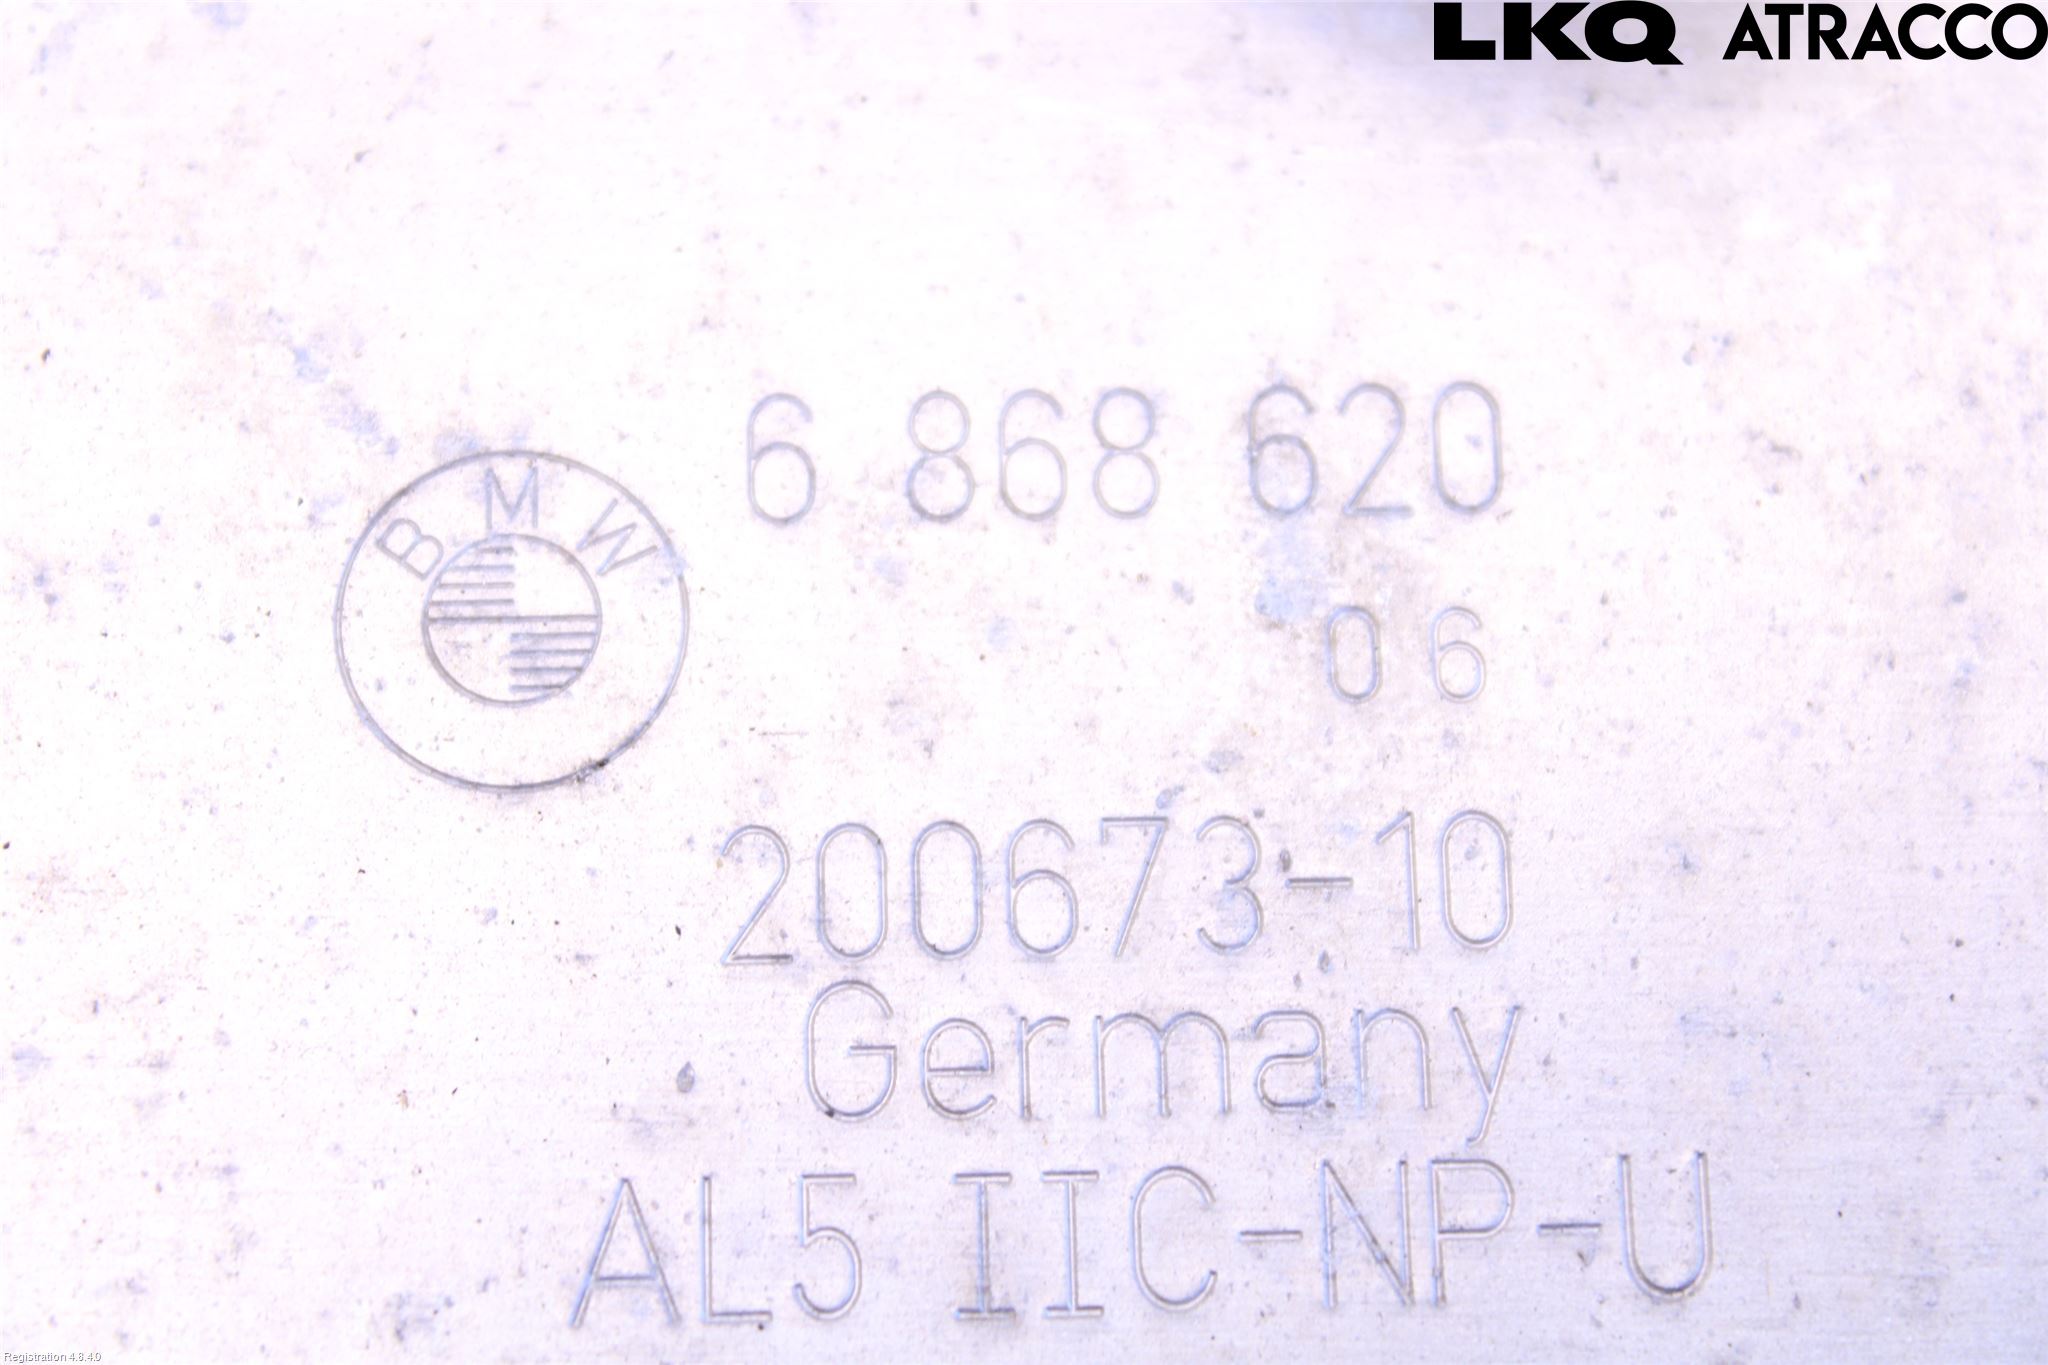 LKQ ATRACCO
6 868 620
BMW
06
200673-10
Germany
AL5 IIC-NP-U
Registration 4.8.4.0